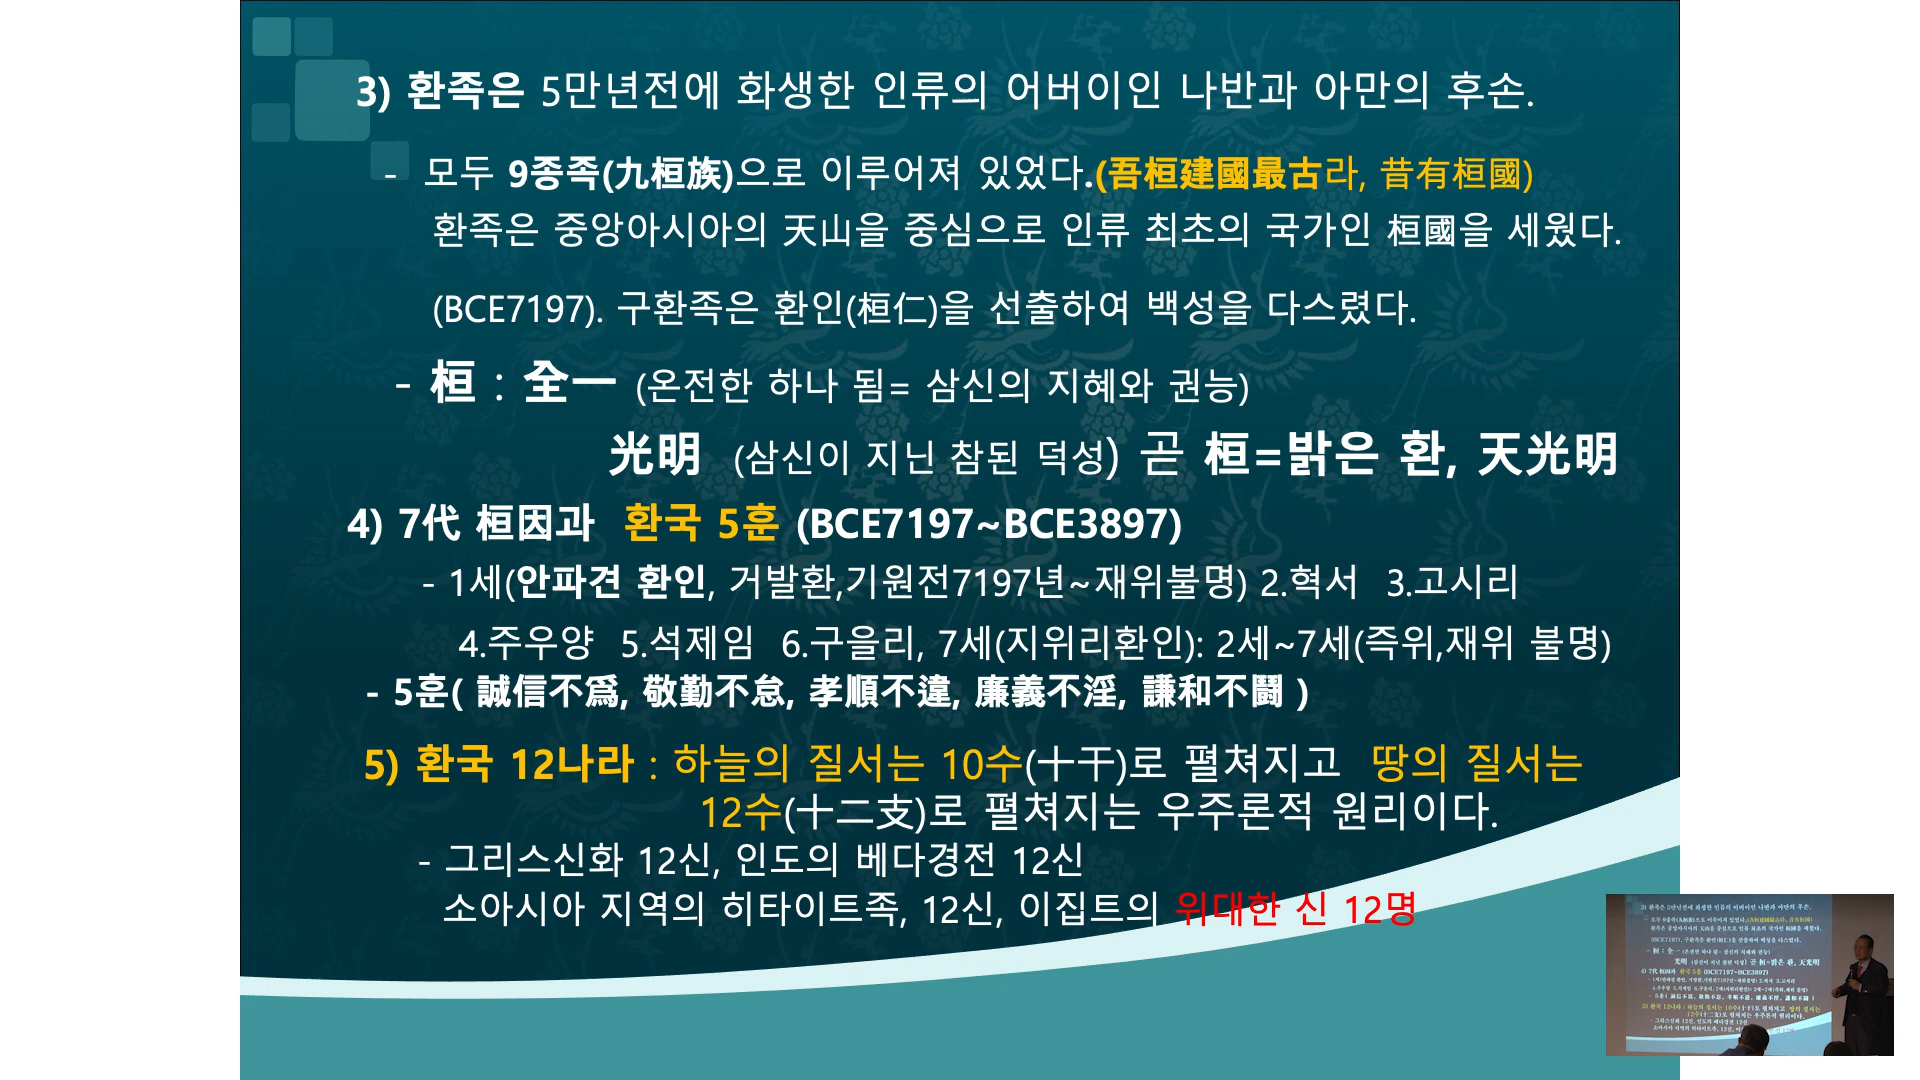 3) 환족은 5만년전에 화생한 인류의 어버이인 나반과 아만의 후손.
- 모두 9종족(九桓族)으로 이루어져 있었다.(吾桓建國最古라, 昔有桓國)
환족은 중앙아시아의 天山을 중심으로 인류 최초의 국가인 桓國을 세웠다.
(BCE7197). 구환족은 환인(桓仁)을 선출하여 백성을 다스렸다.
- 桓 : 全一 (온전한 하나 됨= 삼신의 지혜와 권능)
光明 (삼신이 지닌 참된 덕성) 곧 桓=밝은 환, 天光明
4) 7代 桓因과 환국 5훈 (BCE7197~BCE3897)
- 1세(안파견 환인, 거발환,기원전7197년~재위불명) 2.혁서 3.고시리
4.주우양 5.석제임 6.구을리, 7세(지위리환인): 2세~7세(즉위,재위 불명)
- 5훈( 誠信不爲, 敬勤不怠, 孝順不違, 廉義不淫, 謙和不鬪 )
5) 환국 12나라 : 하늘의 질서는 10수(十干)로 펼쳐지고 땅의 질서는
12수(十二支)로 펼쳐지는 우주론적 원리이다.
- 그리스신화 12신, 인도의 베다경전 12신
소아시아 지역의 히타이트족, 12신, 이집트의 위대한 신 12명